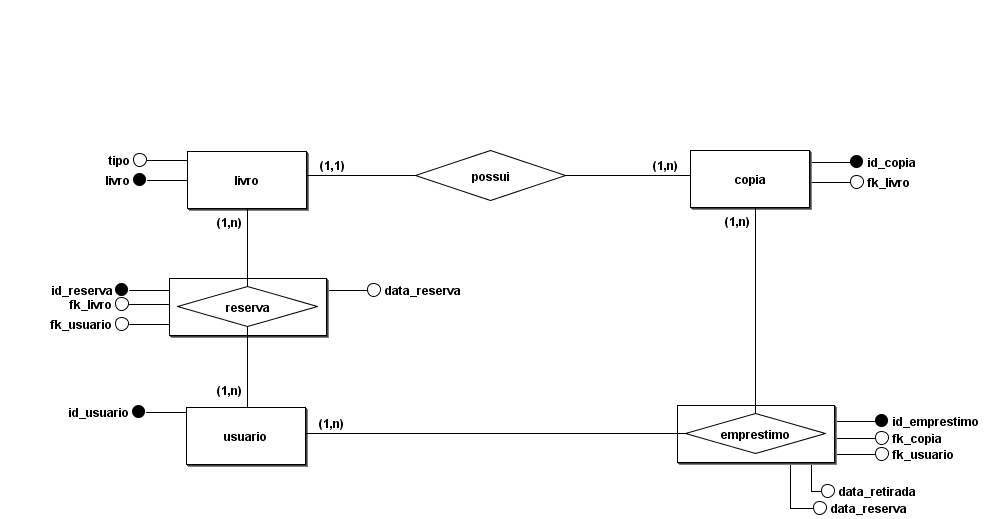 tipo
livro
livro
(1,1)
possui
(1,n)
copia
id_copia
fk_livro
(1,n)
(1,n)
id_reserva
fk_livro
fk_usuario
reserva
data_reserva
(1,n)
id_usuario
usuario
(1,n)
emprestimo
id_emprestimo
fk_copia
fk_usuario
data_retirada
data_reserva